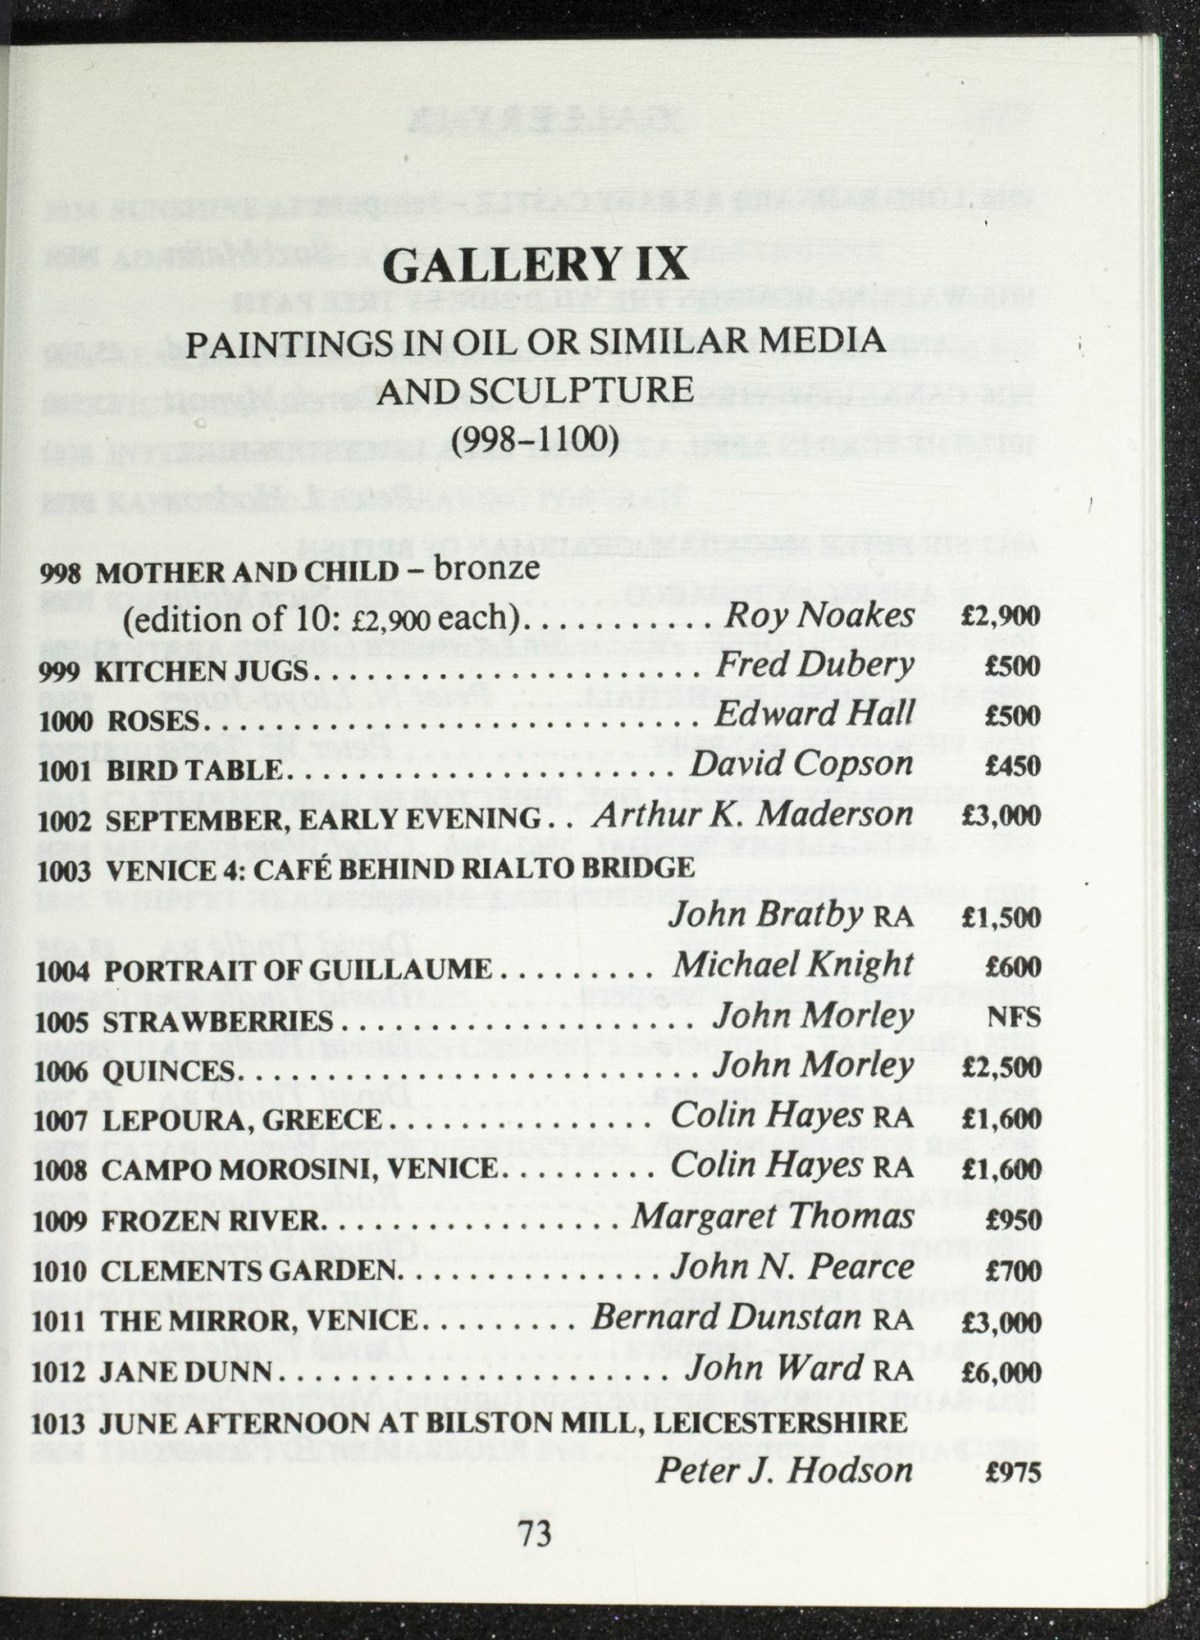 GALLERY IX
PAINTINGS IN OIL OR SIMILAR MEDIA
AND SCULPTURE
(998–1100)
998 MOTHER AND CHILD – bronze
(edition of 10: £2,900 each)........... Roy Noakes £2,900
999 KITCHEN JUGS...................... Fred Dubery £500
1000 ROSES............................ Edward Hall £500
1001 BIRD TABLE....................... David Copson £450
1002 SEPTEMBER, EARLY EVENING.. Arthur K. Maderson £3,000
1003 VENICE 4: CAFÉ BEHIND RIALTO BRIDGE
John Bratby RA £1,500
1004 PORTRAIT OF GUILLAUME......... Michael Knight £600
1005 STRAWBERRIES.................... John Morley NFS
1006 QUINCES.......................... John Morley £2,500
1007 LEPOURA, GREECE............... Colin Hayes RA £1,600
1008 CAMPO MOROSINI, VENICE......... Colin Hayes RA £1,600
1009 FROZEN RIVER................. Margaret Thomas £950
1010 CLEMENTS GARDEN............... John N. Pearce £700
1011 THE MIRROR, VENICE......... Bernard Dunstan RA £3,000
1012 JANE DUNN....................... John Ward RA £6,000
1013 JUNE AFTERNOON AT BILSTON MILL, LEICESTERSHIRE
Peter J. Hodson £975
73